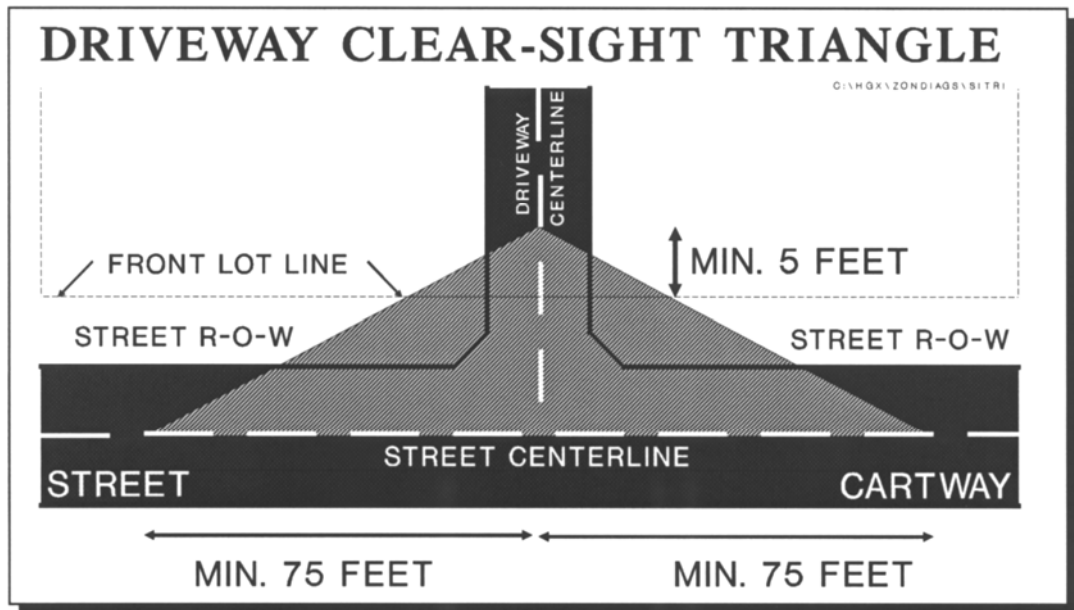 DRIVEWAY CLEAR-SIGHT TRIANGLE
C:\HGX\ZONDIAGS\SITRI
DRIVEWAY
CENTERLINE
FRONT LOT LINE
MIN. 5 FEET
STREET R-O-W
STREET R-O-W
STREET CENTERLINE
STREET
CARTWAY
MIN. 75 FEET
MIN. 75 FEET